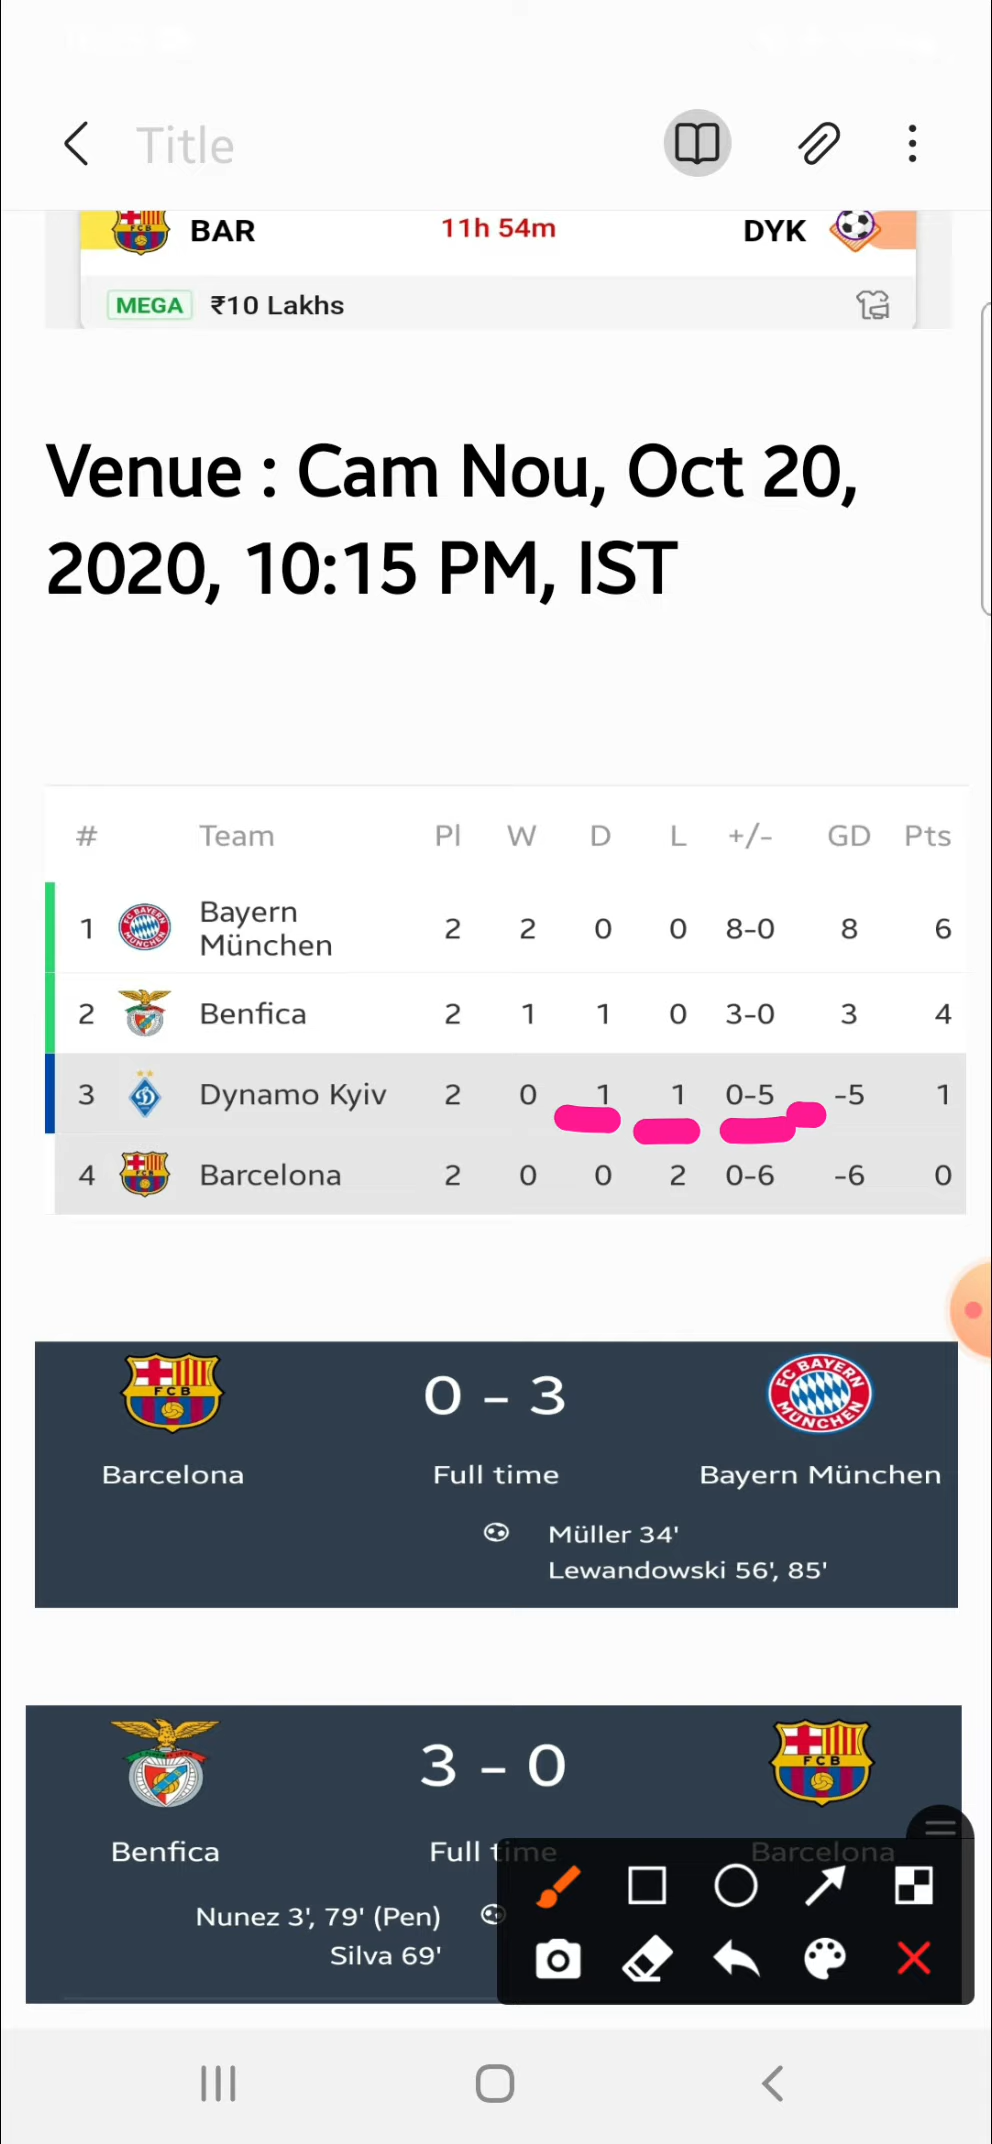 Title
BAR 11h 54m DYK
MEGA ₹10 Lakhs
Venue : Cam Nou, Oct 20,
2020, 10:15 PM, IST
# Team Pl W D L +/- GD Pts
1 Bayern München 2 2 0 0 8-0 8 6
2 Benfica 2 1 1 0 3-0 3 4
3 Dynamo Kyiv 2 0 1 1 0-5 -5 1
4 Barcelona 2 0 0 2 0-6 -6 0
0 – 3
Barcelona Full time Bayern München
Müller 34'
Lewandowski 56', 85'
3 – 0
Benfica Full time Barcelona
Nunez 3', 79' (Pen)
Silva 69'